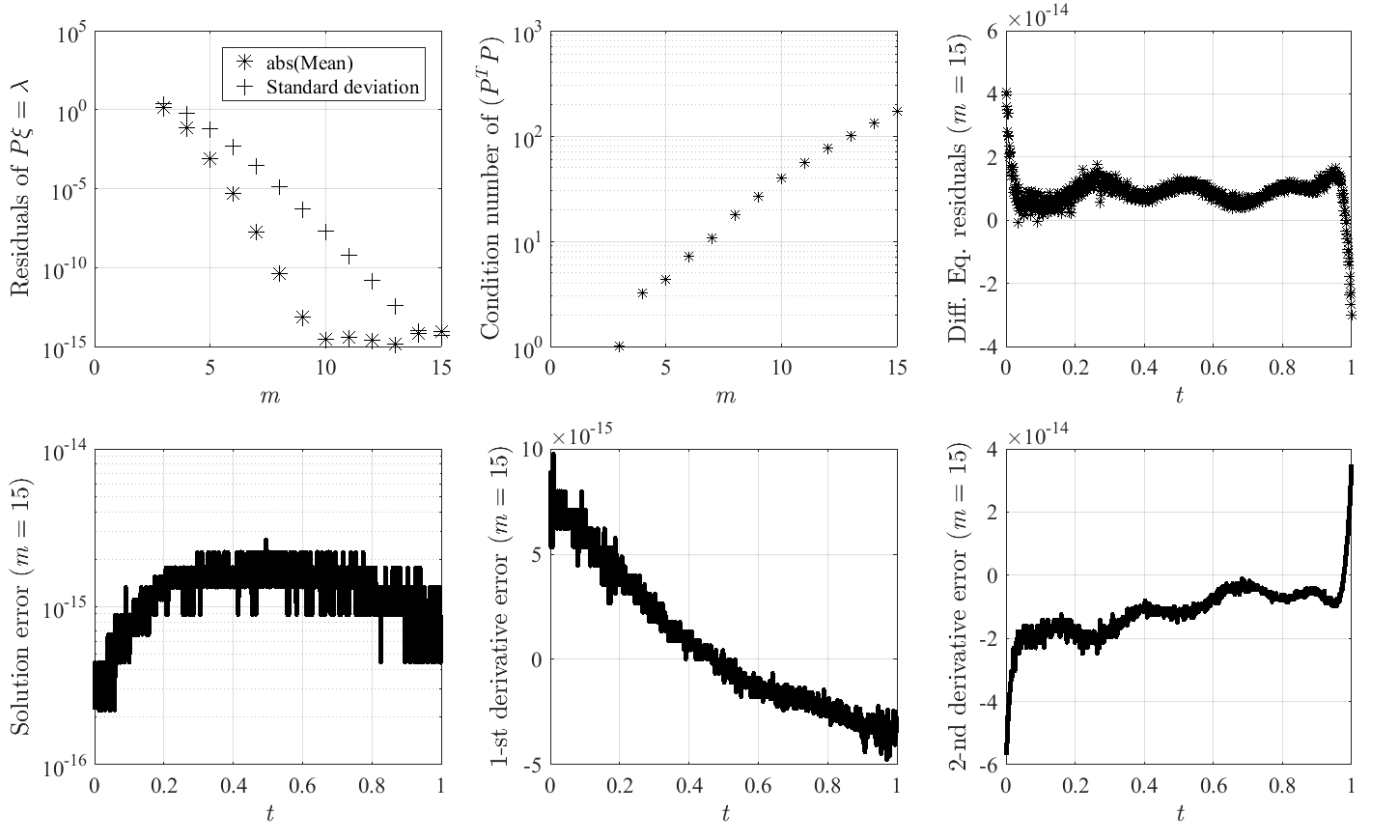 Residuals of Pξ = λ
10^5
10^0
10^-5
10^-10
10^-15
abs(Mean)
Standard deviation
0 5 10 15
m
Condition number of (P^T P)
10^3
10^2
10^1
10^0
0 5 10 15
m
Diff. Eq. residuals (m = 15)
×10^-14
6
4
2
0
-2
-4
0 0.2 0.4 0.6 0.8 1
t
Solution error (m = 15)
10^-14
10^-15
10^-16
0 0.2 0.4 0.6 0.8 1
t
1-st derivative error (m = 15)
×10^-15
10
5
0
-5
0 0.2 0.4 0.6 0.8 1
t
2-nd derivative error (m = 15)
×10^-14
4
2
0
-2
-4
-6
0 0.2 0.4 0.6 0.8 1
t